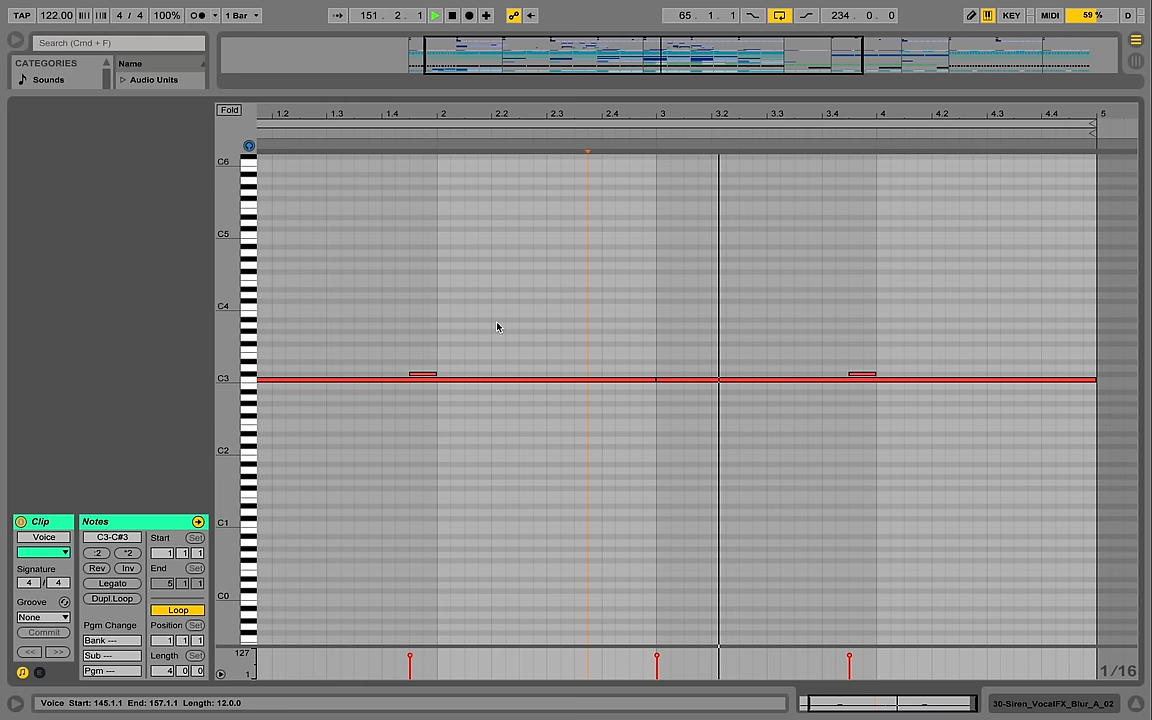 TAP 122.00 4 / 4 100% 1 Bar 151. 2. 1 65. 1. 1 234. 0. 0 KEY MIDI 59 % D
Search (Cmd + F)
CATEGORIES Name
Sounds Audio Units
Fold
1.2 1.3 1.4 2 2.2 2.3 2.4 3 3.2 3.3 3.4 4 4.2 4.3 4.4 5
C6
C5
C4
C3
C2
C1
C0
Clip Notes
Voice C3-C#3 Start Set
:2 *2 1 1 1
Signature Rev Inv End Set
4 / 4 Legato 5 1 1
Groove Dupl.Loop
None Loop
Commit Pgm Change Position Set
<< >> Bank --- 1 1 1
Sub --- Length Set
Pgm --- 4 0 0
127
1
1/16
Voice Start: 145.1.1 End: 157.1.1 Length: 12.0.0
30-Siren_VocalFX_Blur_A_02